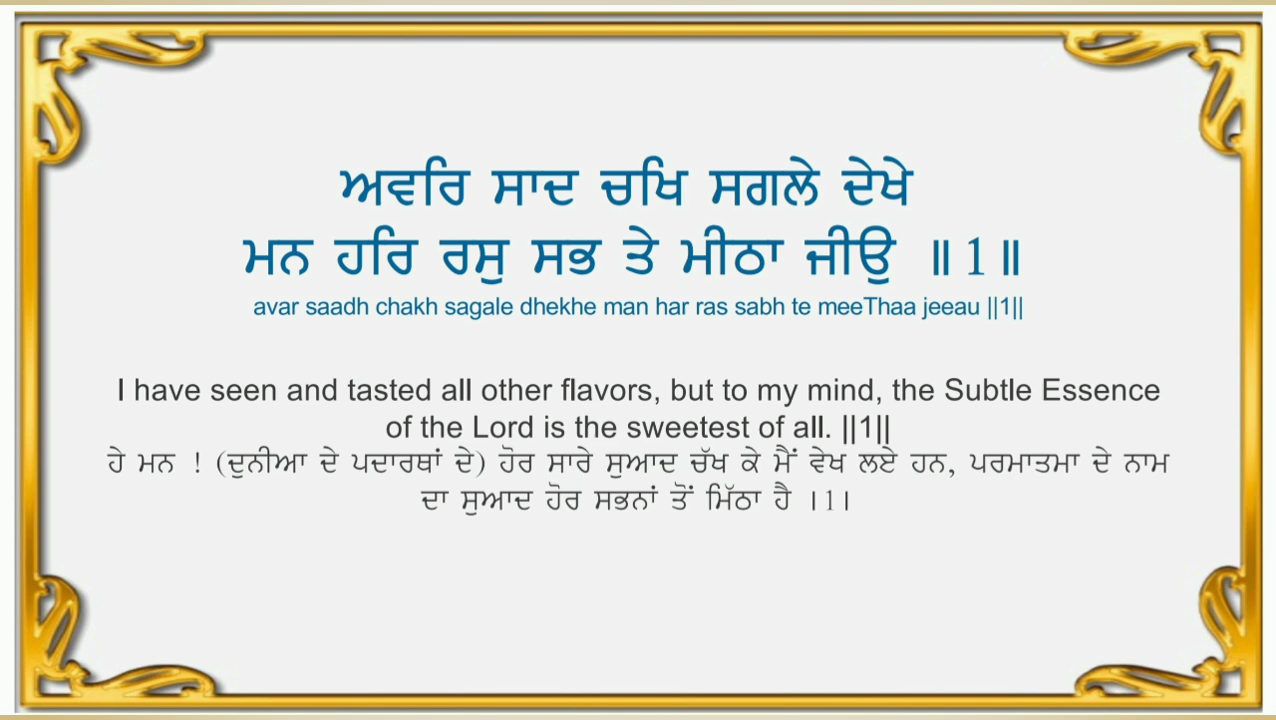 ਅਵਰਿ ਸਾਦ ਚਖਿ ਸਗਲੇ ਦੇਖੇ
ਮਨ ਹਰਿ ਰਸੁ ਸਭ ਤੇ ਮੀਠਾ ਜੀਉ ॥1॥
avar saadh chakh sagale dhekhe man har ras sabh te meeThaa jeeau ||1||
I have seen and tasted all other flavors, but to my mind, the Subtle Essence
of the Lord is the sweetest of all. ||1||
ਹੇ ਮਨ ! (ਦੁਨੀਆ ਦੇ ਪਦਾਰਥਾਂ ਦੇ) ਹੋਰ ਸਾਰੇ ਸੁਆਦ ਚੱਖ ਕੇ ਮੈਂ ਵੇਖ ਲਏ ਹਨ, ਪਰਮਾਤਮਾ ਦੇ ਨਾਮ
ਦਾ ਸੁਆਦ ਹੋਰ ਸਭਨਾਂ ਤੋਂ ਮਿੱਠਾ ਹੈ ।1।